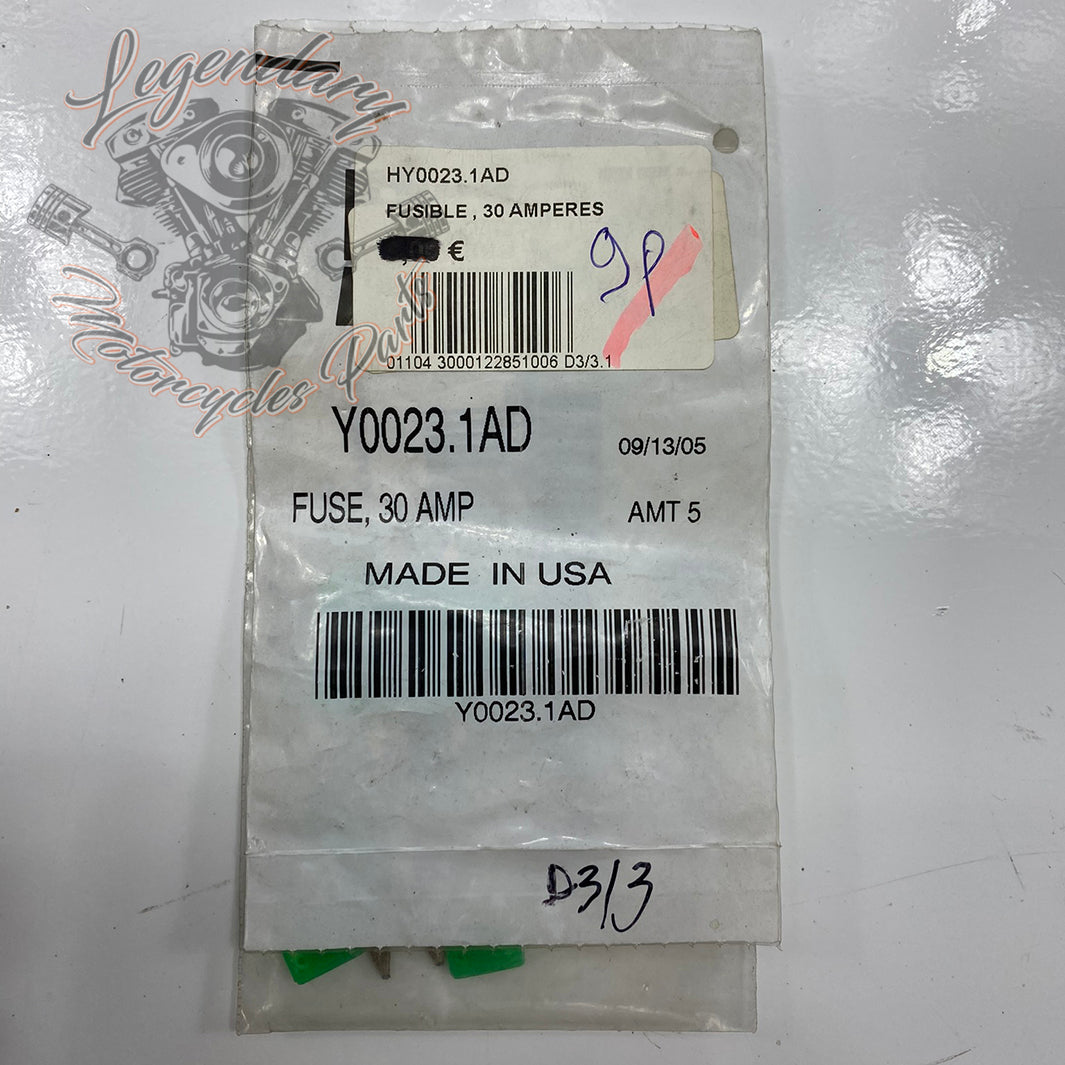 Legendary
Motorcycles Parts
HY0023.1AD
FUSIBLE , 30 AMPERES
€
9p
01104 3000122851006 D3/3.1
Y0023.1AD
09/13/05
FUSE, 30 AMP
AMT 5
MADE IN USA
Y0023.1AD
D3/3